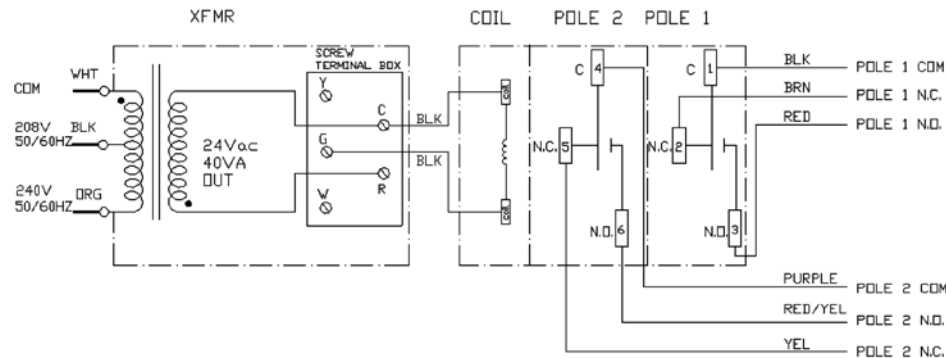 XFMR COIL POLE 2 POLE 1
SCREW
TERMINAL BOX
WHT
COM
208V BLK
50/60HZ
240V ORG
50/60HZ
24Vac
40VA
OUT
Y
C
G
R
W
BLK
BLK
coil
coil
C 4
N.C. 5
N.O. 6
C 1
N.C. 2
N.O. 3
BLK POLE 1 COM
BRN POLE 1 N.C.
RED POLE 1 N.O.
PURPLE POLE 2 COM
RED/YEL POLE 2 N.O.
YEL POLE 2 N.C.